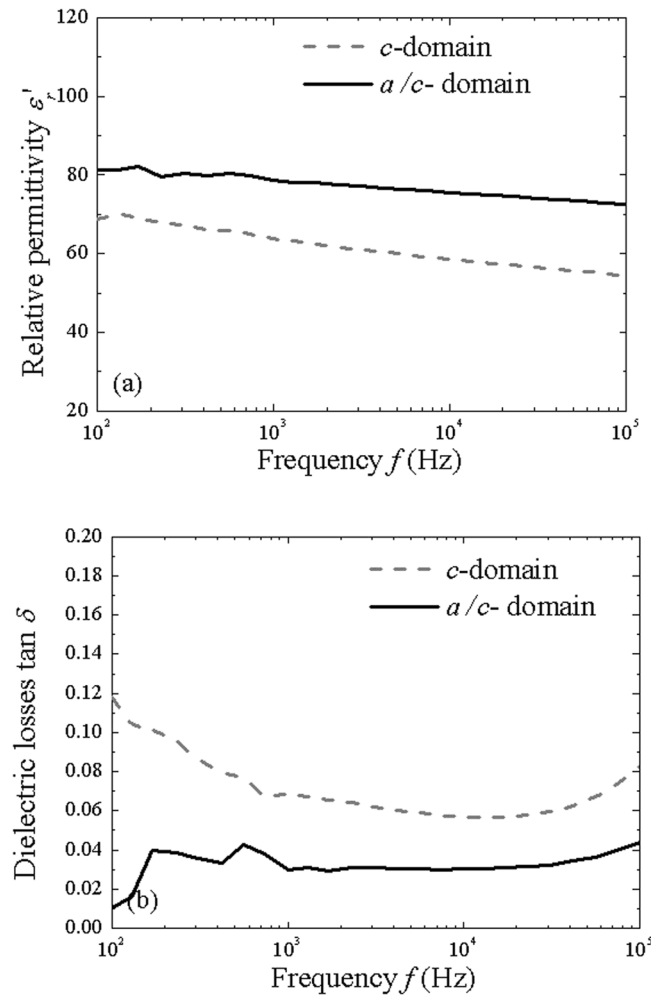 120
100
80
60
40
20
Relative permittivity ε'ᵣ
c-domain
a/c- domain
(a)
10² 10³ 10⁴ 10⁵
Frequency f (Hz)
0.20
0.18
0.16
0.14
0.12
0.10
0.08
0.06
0.04
0.02
0.00
Dielectric losses tan δ
c-domain
a/c- domain
(b)
10² 10³ 10⁴ 10⁵
Frequency f (Hz)